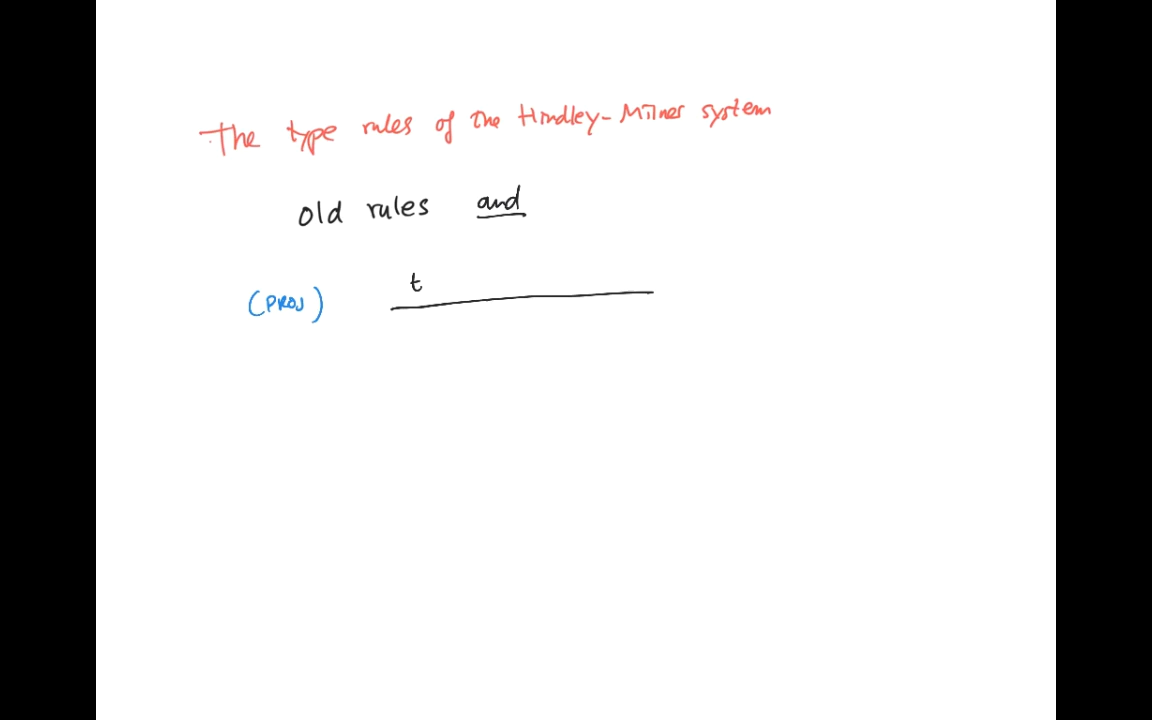 The type rules of the Hindley-Milner system
old rules and
(PROJ) t